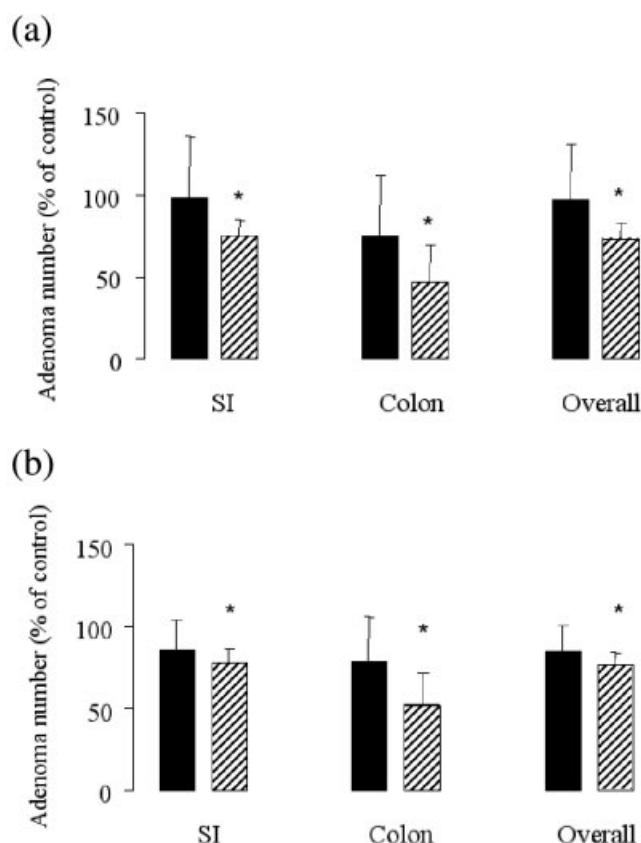 (a)
Adenoma number (% of control)
150
100
50
0
*
*
*
SI Colon Overall
(b)
Adenoma number (% of control)
150
100
50
0
*
*
*
SI Colon Overall